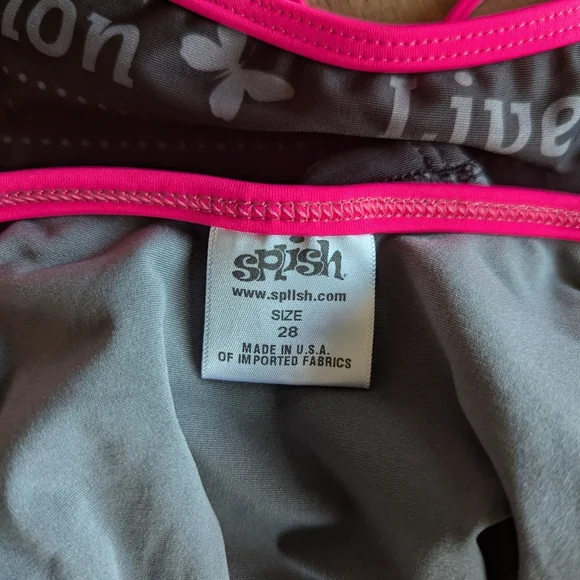 ion Live
splish
www.splish.com
SIZE
28
MADE IN U.S.A.
OF IMPORTED FABRICS